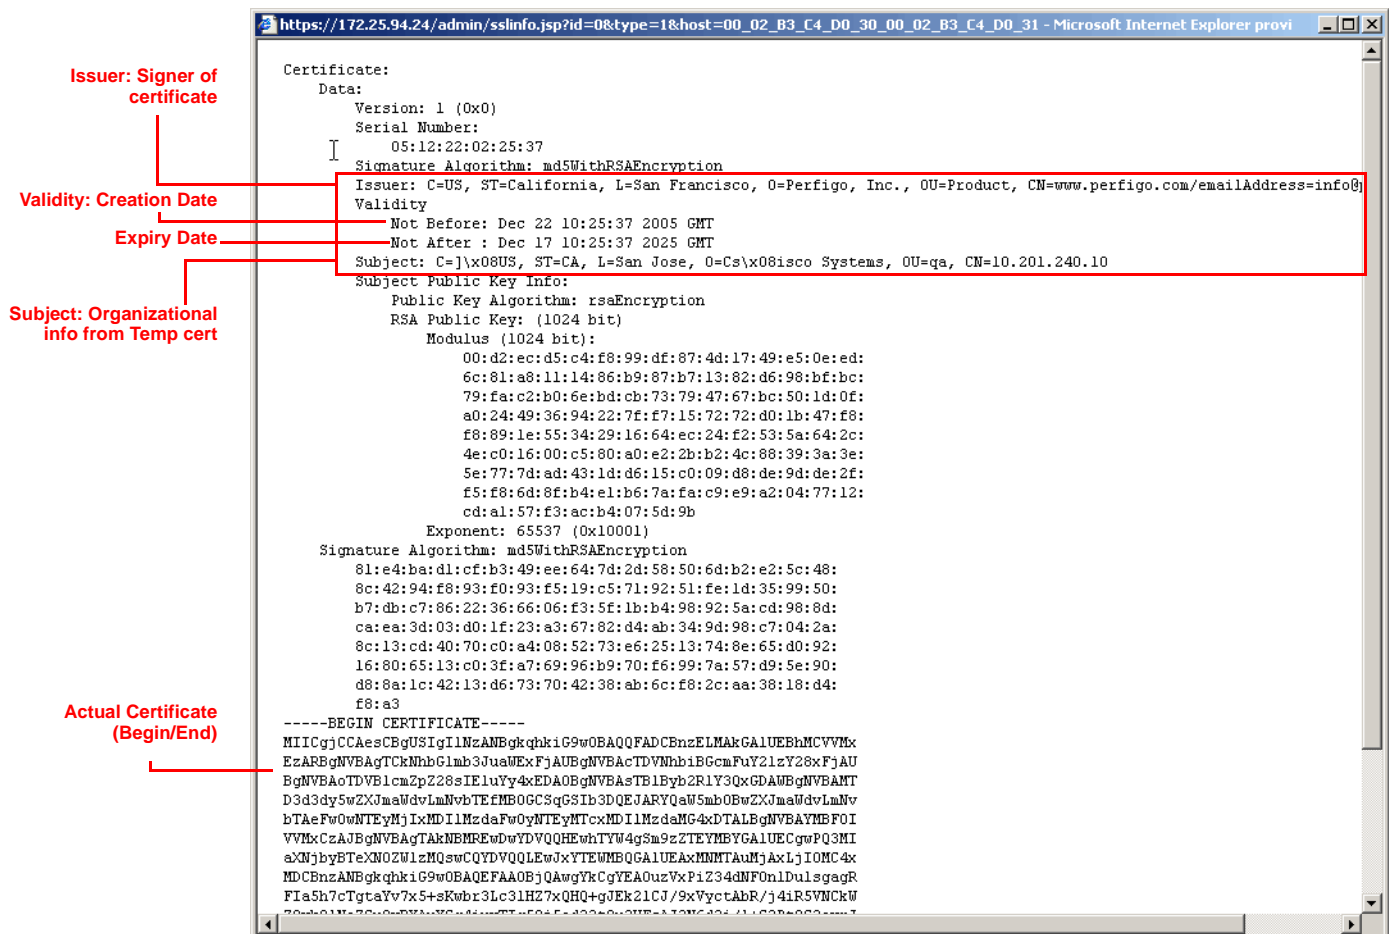 https://172.25.94.24/admin/sslinfo.jsp?id=0&type=1&host=00_02_B3_C4_D0_30_00_02_B3_C4_D0_31 - Microsoft Internet Explorer provi
Issuer: Signer of
certificate
Validity: Creation Date
Expiry Date
Subject: Organizational
info from Temp cert
Actual Certificate
(Begin/End)
Certificate:
Data:
Version: 1 (0x0)
Serial Number:
05:12:22:02:25:37
Signature Algorithm: md5WithRSAEncryption
Issuer: C=US, ST=California, L=San Francisco, O=Perfigo, Inc., OU=Product, CN=www.perfigo.com/emailAddress=info@
Validity
Not Before: Dec 22 10:25:37 2005 GMT
Not After : Dec 17 10:25:37 2025 GMT
Subject: C=]\x08US, ST=CA, L=San Jose, O=Cs\x08isco Systems, OU=qa, CN=10.201.240.10
Subject Public Key Info:
Public Key Algorithm: rsaEncryption
RSA Public Key: (1024 bit)
Modulus (1024 bit):
00:d2:ec:d5:c4:f8:99:df:87:4d:17:49:e5:0e:ed:
6c:81:a8:11:14:86:b9:87:b7:13:82:d6:98:bf:bc:
79:fa:c2:b0:6e:bd:cb:73:79:47:67:bc:50:1d:0f:
a0:24:49:36:94:22:7f:f7:15:72:72:d0:1b:47:f8:
f8:89:1e:55:34:29:16:64:ec:24:f2:53:5a:64:2c:
4e:c0:16:00:c5:80:a0:e2:2b:b2:4c:88:39:3a:3e:
5e:77:7d:ad:43:1d:d6:15:c0:09:d8:de:9d:de:2f:
f5:f8:6d:8f:b4:e1:b6:7a:fa:c9:e9:a2:04:77:12:
cd:a1:57:f3:ac:b4:07:5d:9b
Exponent: 65537 (0x10001)
Signature Algorithm: md5WithRSAEncryption
81:e4:ba:d1:cf:b3:49:ee:64:7d:2d:58:50:6d:b2:e2:5c:48:
8c:42:94:f8:93:f0:93:f5:19:c5:71:92:51:fe:1d:35:99:50:
b7:db:c7:86:22:36:66:06:f3:5f:1b:b4:98:92:5a:cd:98:8d:
ca:ea:3d:03:d0:1f:23:a3:67:82:d4:ab:34:9d:98:c7:04:2a:
8c:13:cd:40:70:c0:a4:08:52:73:e6:25:13:74:8e:65:d0:92:
16:80:65:13:c0:3f:a7:69:96:b9:70:f6:99:7a:57:d9:5e:90:
d8:8a:1c:42:13:d6:73:70:42:38:ab:6c:f8:2c:aa:38:18:d4:
f8:a3
-----BEGIN CERTIFICATE-----
MIICgjCCAesCBgUSIgIlNzANBgkqhkiG9w0BAQQFADCBnzELMAkGA1UEBhMCVVMx
EzARBgNVBAgTCkNhbGlmb3JuaWExFjAUBgNVBAcTDVNhbiBGcmFuY2lzY28xFjAU
BgNVBAoTDVBlcmZpZ28sIEluYy4xEDAOBgNVBAsTB1Byb2R1Y3QxGDAWBgNVBAMT
D3d3dy5wZXJmaWdvLmNvbTEfMB0GCSqGSIb3DQEJARYQaW5mb0BwZXJmaWdvLmNv
bTAeFw0wNTEyMjIxMDI1MzdaFw0yNTEyMTcxMDI1MzdaMG4xDTALBgNVBAYMBF0I
VVMxCzAJBgNVBAgTAkNBMREwDwYDVQQHEwhTYW4gSm9zZTEYMBYGA1UECgwPQ3MI
aXNjbyBTeXN0ZW1zMQswCQYDVQQLEwJxYTEWMBQGA1UEAxMNMTAuMjAxLjI0MC4x
MDCBnzANBgkqhkiG9w0BAQEFAAOBjQAwgYkCgYEA0uzVxPiZ34dNF0nlDu1sgagR
FIa5h7cTgtaYv7x5+sKwbr3Lc3lHZ7xQHQ+gJEk2lCJ/9xVyctAbR/j4iR5VNCkW